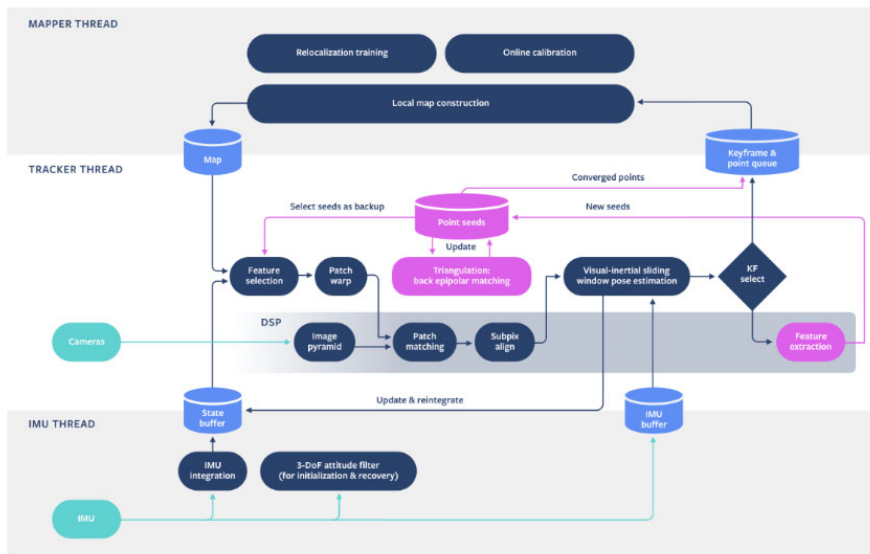 MAPPER THREAD
Relocalization training
Online calibration
Local map construction
Map
Keyframe &
point queue
TRACKER THREAD
Converged points
Select seeds as backup
Point seeds
New seeds
Update
Feature
selection
Patch
warp
Triangulation:
back epipolar matching
Visual-inertial sliding
window pose estimation
KF
select
DSP
Cameras
Image
pyramid
Patch
matching
Subpix
align
Feature
extraction
Update & reintegrate
State
buffer
IMU
buffer
IMU THREAD
IMU
integration
3-DoF attitude filter
(for initialization & recovery)
IMU